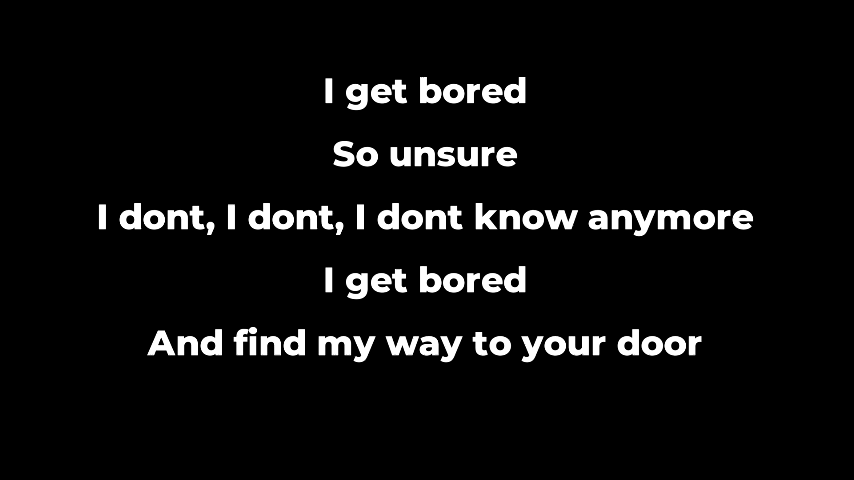 I get bored
So unsure
I dont, I dont, I dont know anymore
I get bored
And find my way to your door